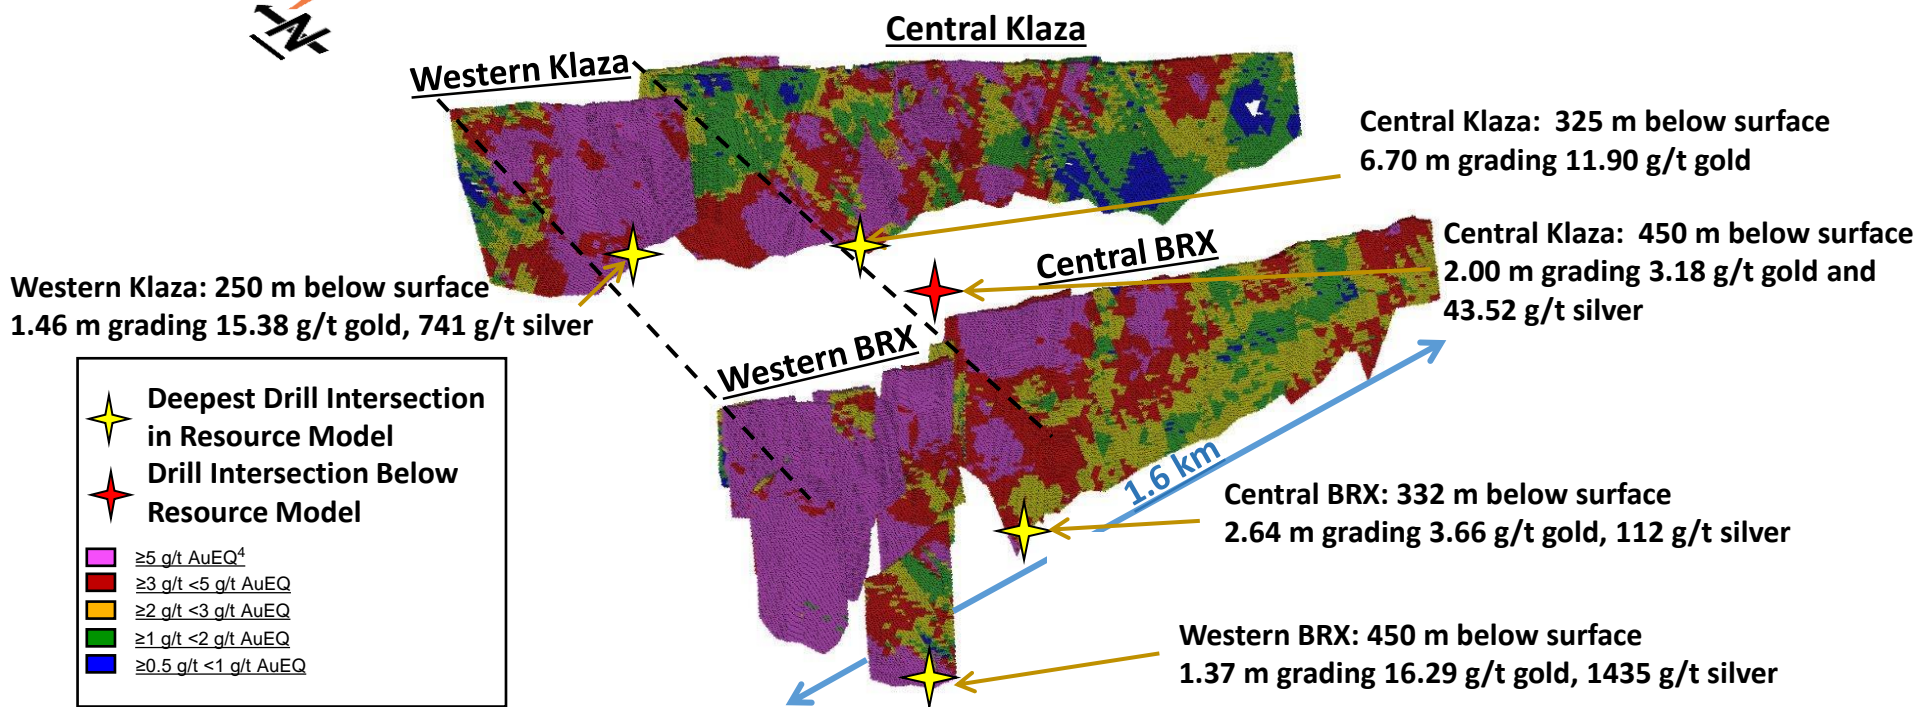 N
Central Klaza
Western Klaza
Central Klaza: 325 m below surface
6.70 m grading 11.90 g/t gold
Central BRX
Central Klaza: 450 m below surface
2.00 m grading 3.18 g/t gold and
43.52 g/t silver
Western Klaza: 250 m below surface
1.46 m grading 15.38 g/t gold, 741 g/t silver
Western BRX
Deepest Drill Intersection
in Resource Model
Drill Intersection Below
Resource Model
≥5 g/t AuEQ⁴
≥3 g/t <5 g/t AuEQ
≥2 g/t <3 g/t AuEQ
≥1 g/t <2 g/t AuEQ
≥0.5 g/t <1 g/t AuEQ
1.6 km
Central BRX: 332 m below surface
2.64 m grading 3.66 g/t gold, 112 g/t silver
Western BRX: 450 m below surface
1.37 m grading 16.29 g/t gold, 1435 g/t silver